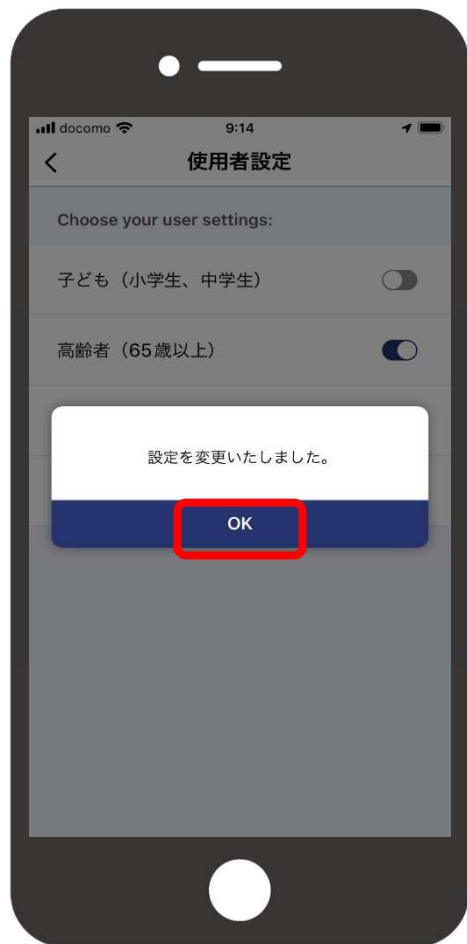 docomo 9:14
使用者設定
Choose your user settings:
子ども（小学生、中学生）
高齢者（65歳以上）
設定を変更いたしました。
OK